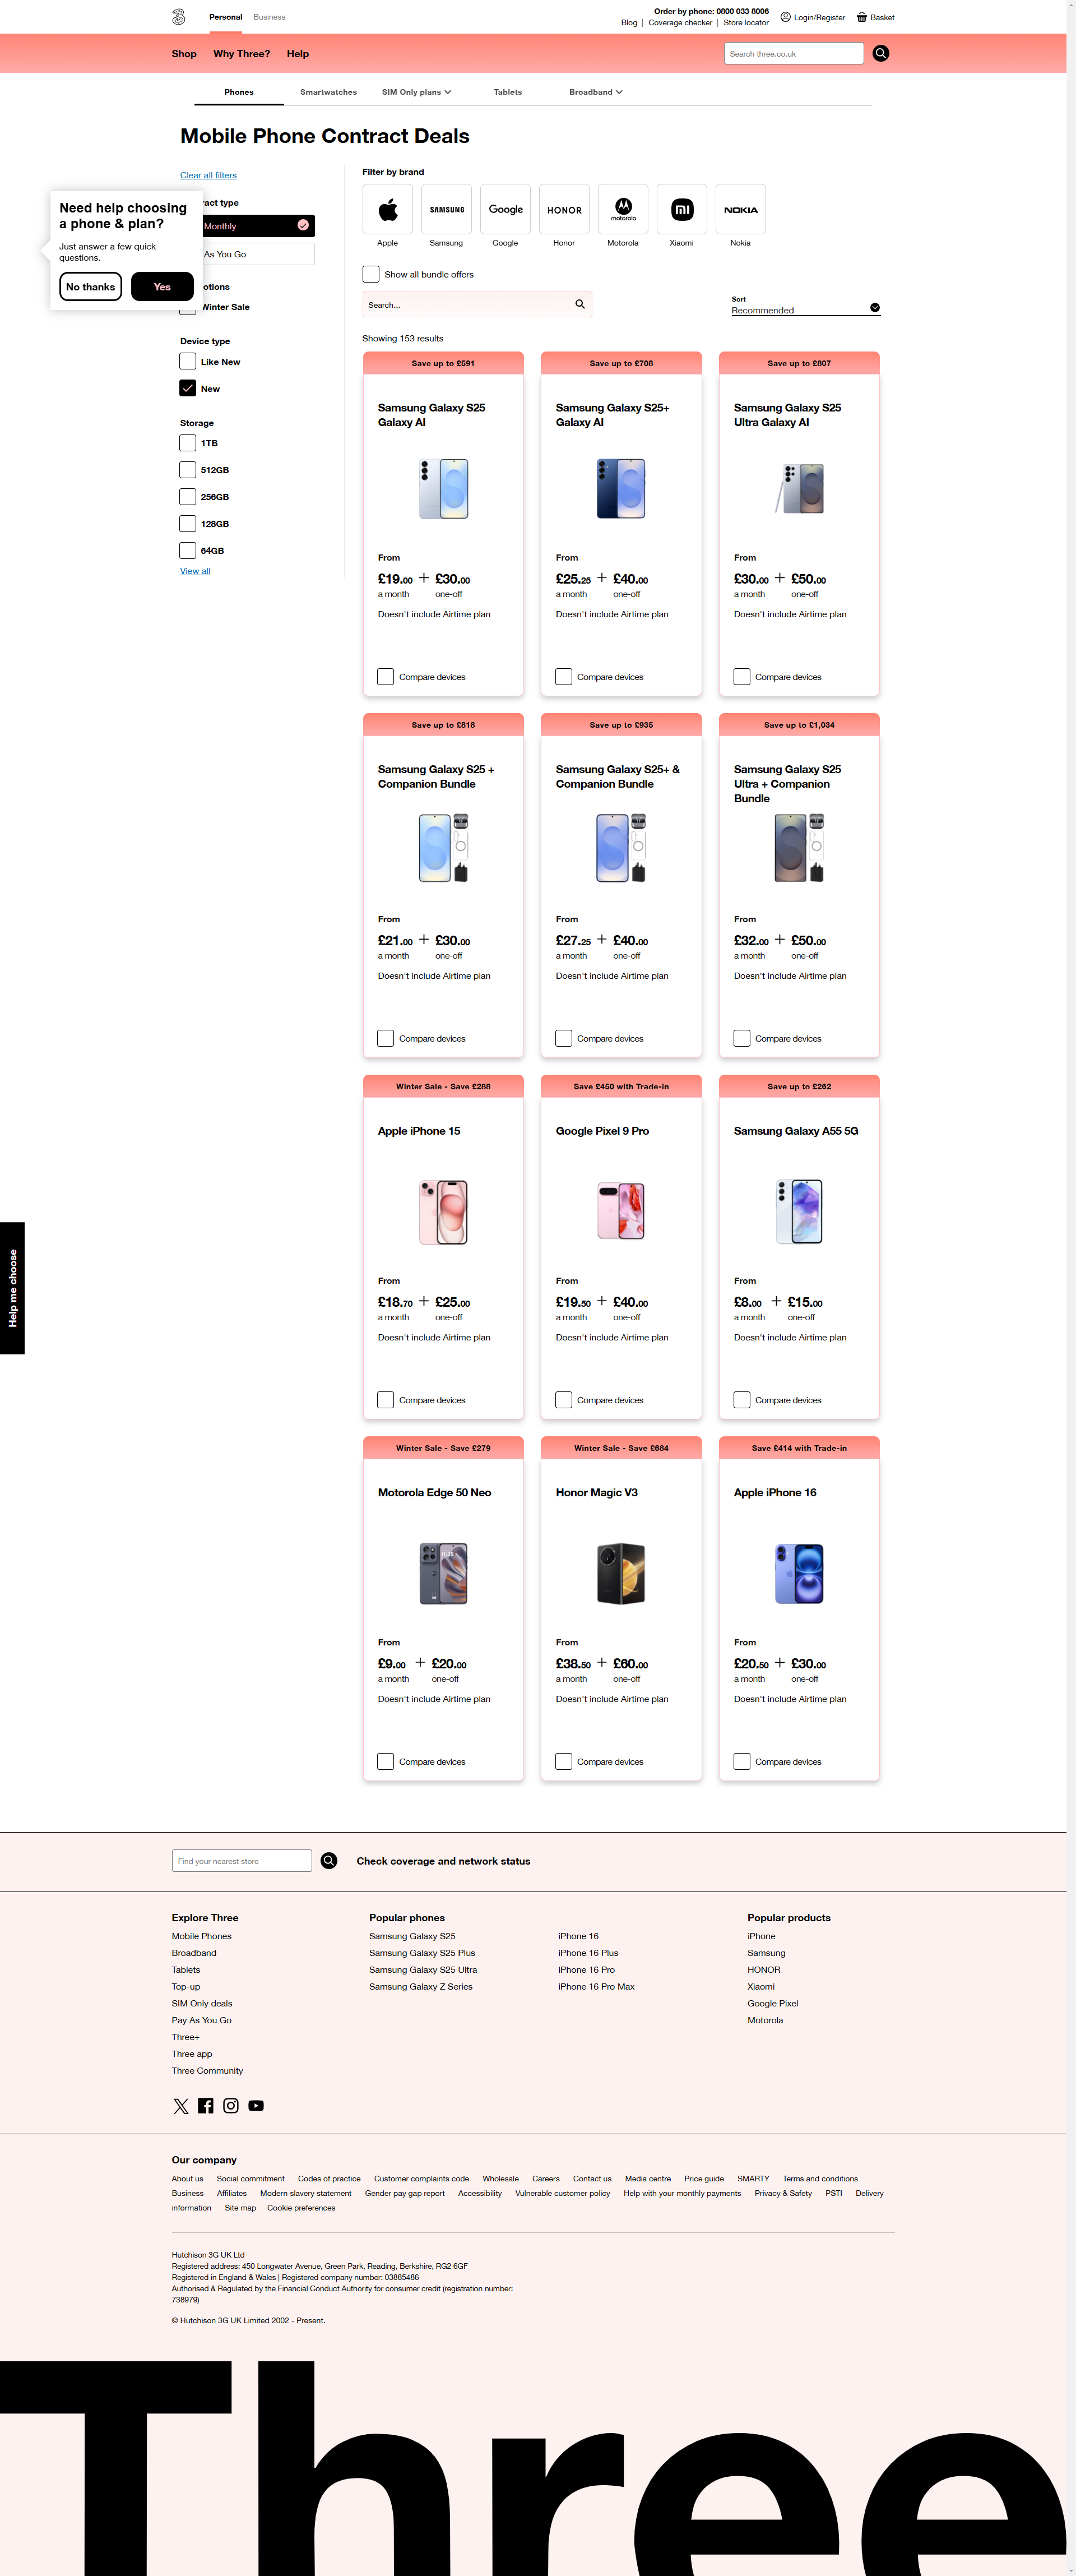 Personal
Business
Order by phone: 0800 033 8006
Blog | Coverage checker | Store locator
Login/Register
Basket
Shop
Why Three?
Help
Search three.co.uk
Phones
Smartwatches
SIM Only plans
Tablets
Broadband
Mobile Phone Contract Deals
Clear all filters
ract type
Monthly
As You Go
otions
Winter Sale
Need help choosing
a phone & plan?
Just answer a few quick
questions.
No thanks
Yes
Device type
Like New
New
Storage
1TB
512GB
256GB
128GB
64GB
View all
Filter by brand
SAMSUNG
Google
HONOR
motorola
NOKIA
Apple
Samsung
Google
Honor
Motorola
Xiaomi
Nokia
Show all bundle offers
Search...
Sort
Recommended
Showing 153 results
Save up to £591
Samsung Galaxy S25
Galaxy AI
From
£19.00 + £30.00
a month one-off
Doesn't include Airtime plan
Compare devices
Save up to £708
Samsung Galaxy S25+
Galaxy AI
From
£25.25 + £40.00
a month one-off
Doesn't include Airtime plan
Compare devices
Save up to £807
Samsung Galaxy S25
Ultra Galaxy AI
From
£30.00 + £50.00
a month one-off
Doesn't include Airtime plan
Compare devices
Save up to £818
Samsung Galaxy S25 +
Companion Bundle
From
£21.00 + £30.00
a month one-off
Doesn't include Airtime plan
Compare devices
Save up to £935
Samsung Galaxy S25+ &
Companion Bundle
From
£27.25 + £40.00
a month one-off
Doesn't include Airtime plan
Compare devices
Save up to £1,034
Samsung Galaxy S25
Ultra + Companion
Bundle
From
£32.00 + £50.00
a month one-off
Doesn't include Airtime plan
Compare devices
Winter Sale - Save £288
Apple iPhone 15
From
£18.70 + £25.00
a month one-off
Doesn't include Airtime plan
Compare devices
Save £450 with Trade-in
Google Pixel 9 Pro
From
£19.50 + £40.00
a month one-off
Doesn't include Airtime plan
Compare devices
Save up to £262
Samsung Galaxy A55 5G
From
£8.00 + £15.00
a month one-off
Doesn't include Airtime plan
Compare devices
Help me choose
Winter Sale - Save £279
Motorola Edge 50 Neo
From
£9.00 + £20.00
a month one-off
Doesn't include Airtime plan
Compare devices
Winter Sale - Save £684
Honor Magic V3
From
£38.50 + £60.00
a month one-off
Doesn't include Airtime plan
Compare devices
Save £414 with Trade-in
Apple iPhone 16
From
£20.50 + £30.00
a month one-off
Doesn't include Airtime plan
Compare devices
Find your nearest store
Check coverage and network status
Explore Three
Mobile Phones
Broadband
Tablets
Top-up
SIM Only deals
Pay As You Go
Three+
Three app
Three Community
Popular phones
Samsung Galaxy S25
Samsung Galaxy S25 Plus
Samsung Galaxy S25 Ultra
Samsung Galaxy Z Series
iPhone 16
iPhone 16 Plus
iPhone 16 Pro
iPhone 16 Pro Max
Popular products
iPhone
Samsung
HONOR
Xiaomi
Google Pixel
Motorola
Our company
About us Social commitment Codes of practice Customer complaints code Wholesale Careers Contact us Media centre Price guide SMARTY Terms and conditions
Business Affiliates Modern slavery statement Gender pay gap report Accessibility Vulnerable customer policy Help with your monthly payments Privacy & Safety PSTI Delivery
information Site map Cookie preferences
Hutchison 3G UK Ltd
Registered address: 450 Longwater Avenue, Green Park, Reading, Berkshire, RG2 6GF
Registered in England & Wales | Registered company number: 03885486
Authorised & Regulated by the Financial Conduct Authority for consumer credit (registration number:
738979)
© Hutchison 3G UK Limited 2002 - Present.
Three